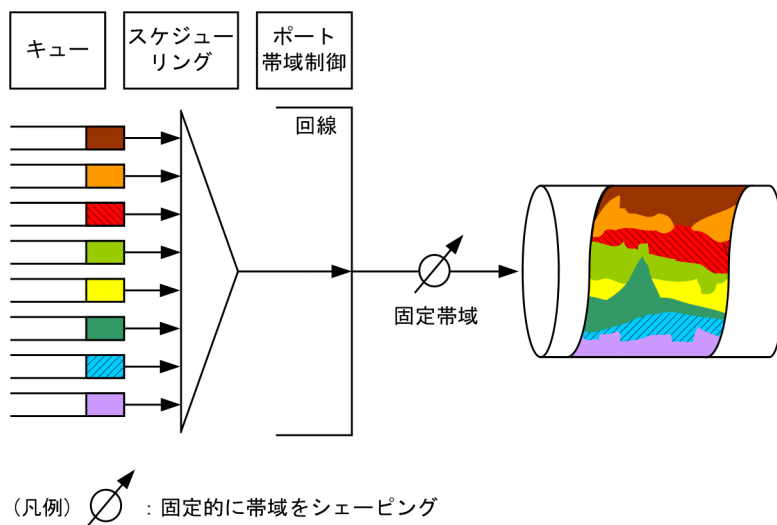 キュー
スケジュー
リング
ポート
帯域制御
回線
固定帯域
(凡例) : 固定的に帯域をシェーピング